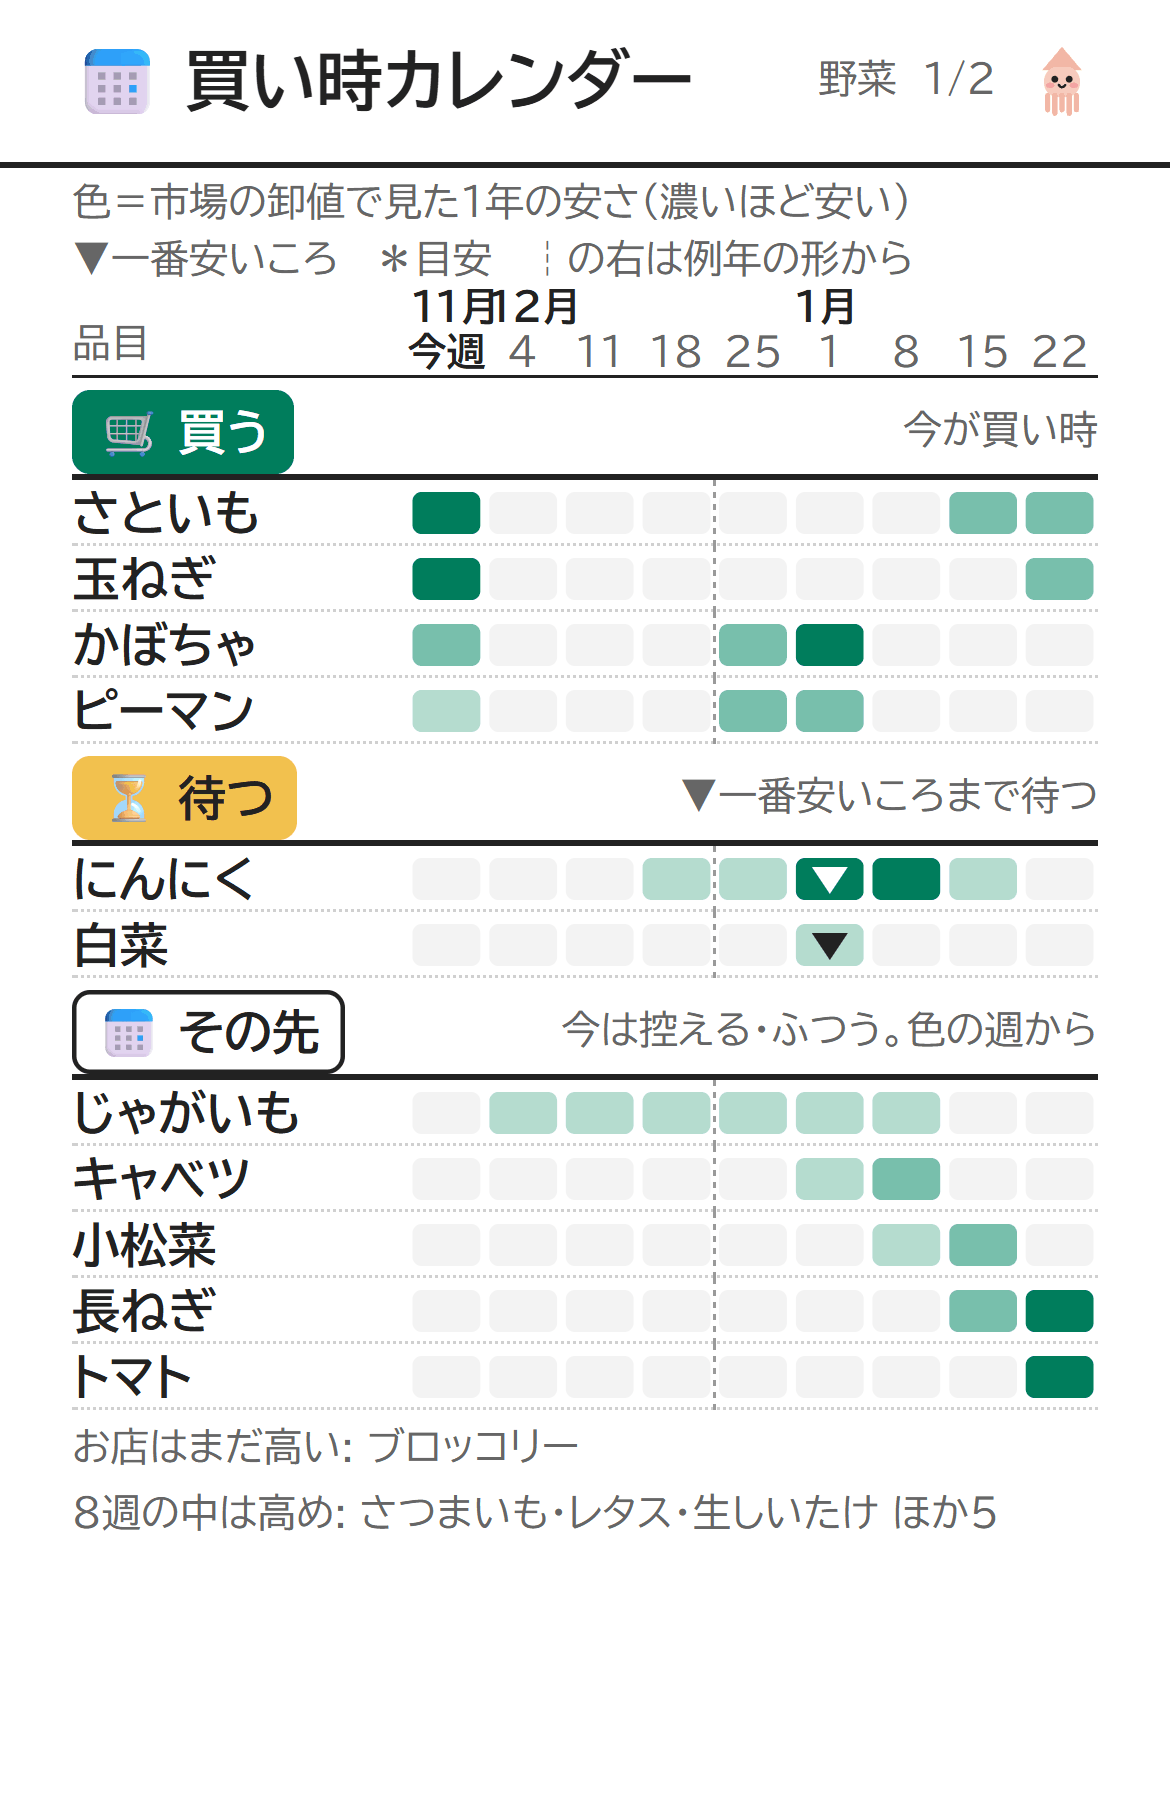 買い時カレンダー 野菜 1/2
色＝市場の卸値で見た1年の安さ（濃いほど安い）
▼一番安いころ ＊目安 ┆の右は例年の形から
11月 12月 1月
品目 今週 4 11 18 25 1 8 15 22
買う 今が買い時
さといも
玉ねぎ
かぼちゃ
ピーマン
待つ ▼一番安いころまで待つ
にんにく
白菜
その先 今は控える・ふつう。色の週から
じゃがいも
キャベツ
小松菜
長ねぎ
トマト
お店はまだ高い: ブロッコリー
8週の中は高め: さつまいも・レタス・生しいたけ ほか5